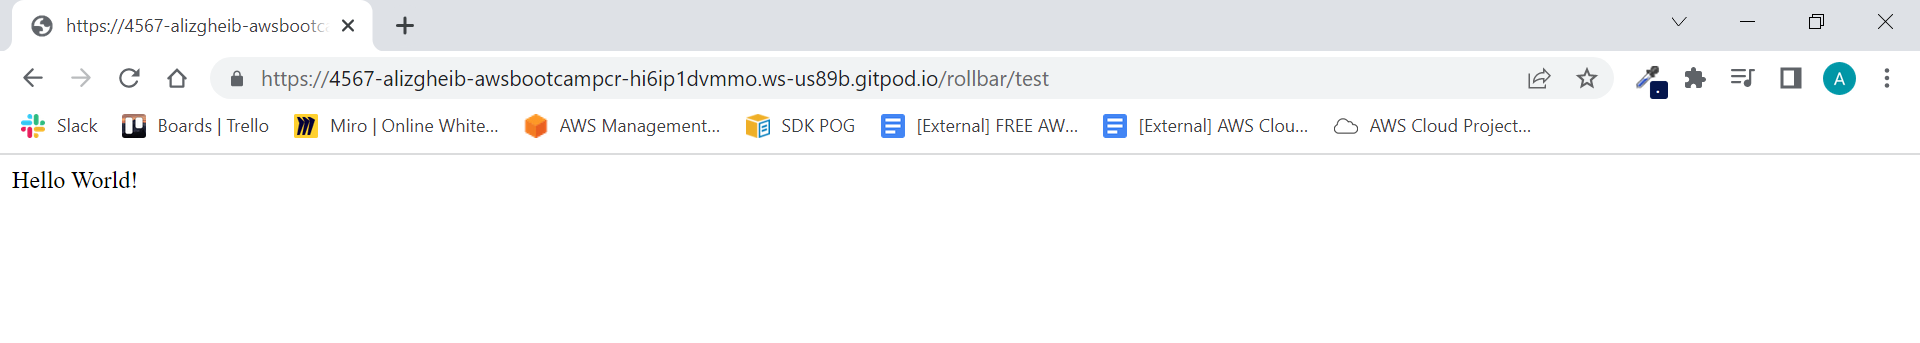 https://4567-alizgheib-awsbootc
https://4567-alizgheib-awsbootcampcr-hi6ip1dvmmo.ws-us89b.gitpod.io/rollbar/test
A
Slack Boards | Trello Miro | Online White... AWS Management... SDK POG [External] FREE AW... [External] AWS Clou... AWS Cloud Project...
Hello World!